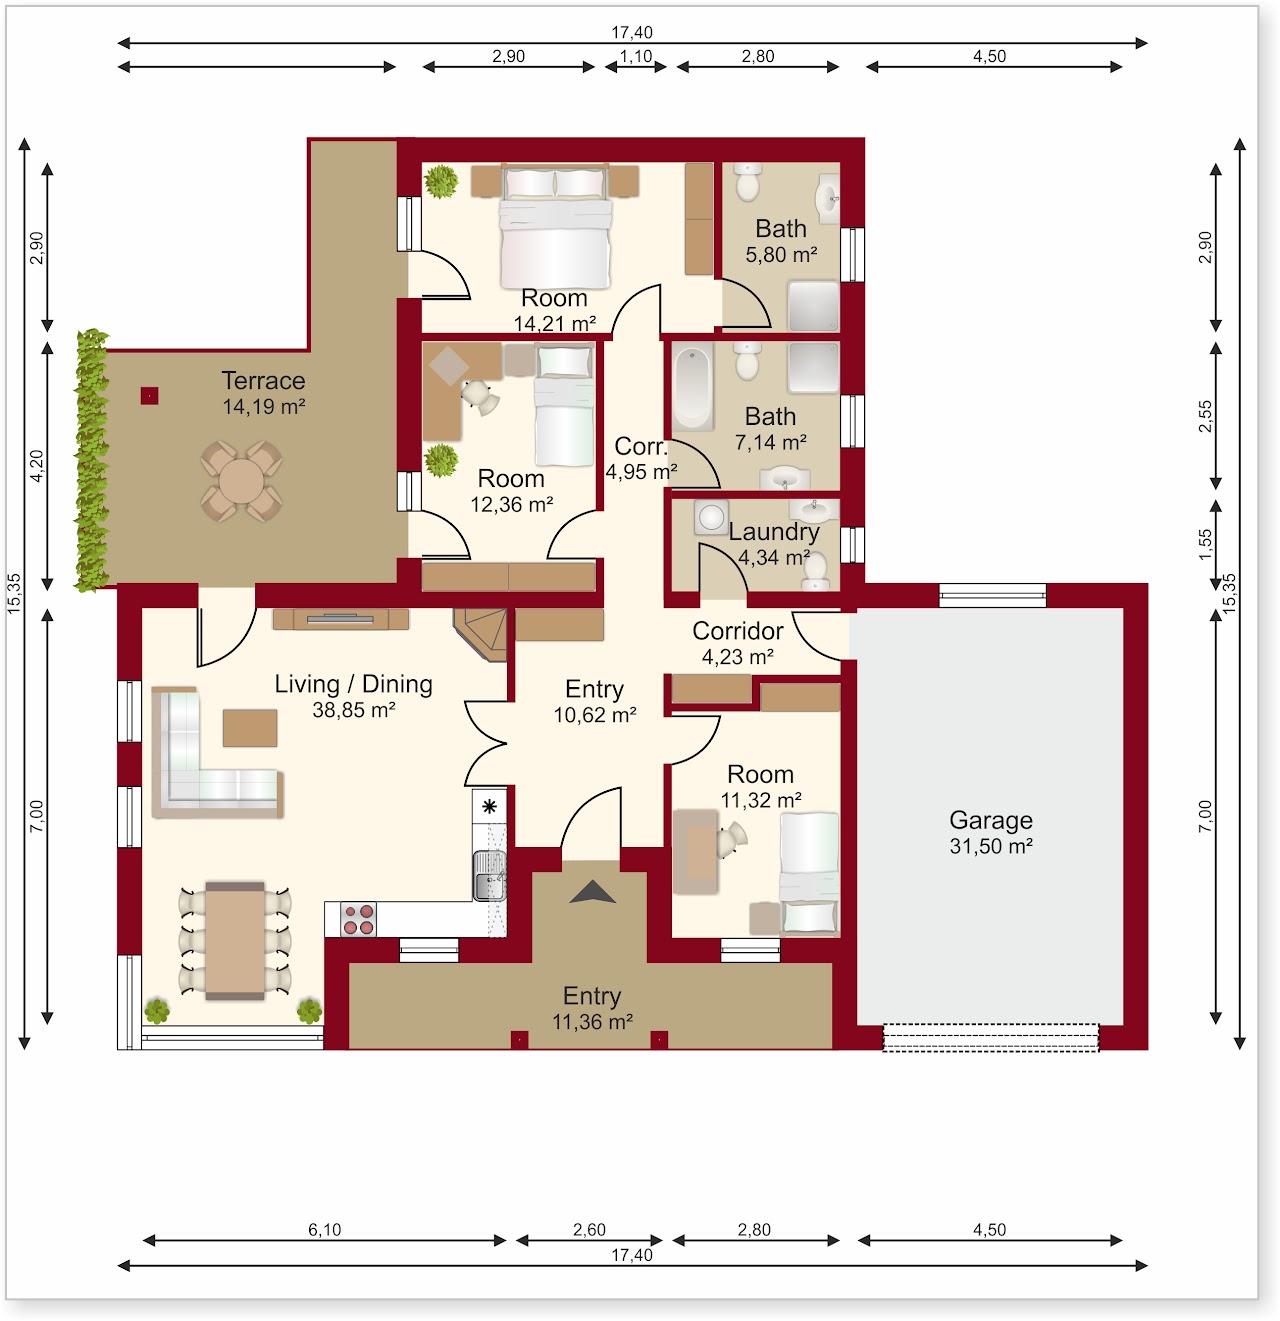 17,40
2,90
1,10
2,80
4,50
2,90
4,20
15,35
7,00
2,90
2,55
1,55
15,35
7,00
Room
14,21 m²
Bath
5,80 m²
Terrace
14,19 m²
Room
12,36 m²
Corr.
4,95 m²
Bath
7,14 m²
Laundry
4,34 m²
Corridor
4,23 m²
Living / Dining
38,85 m²
Entry
10,62 m²
Room
11,32 m²
Garage
31,50 m²
Entry
11,36 m²
6,10
2,60
2,80
4,50
17,40